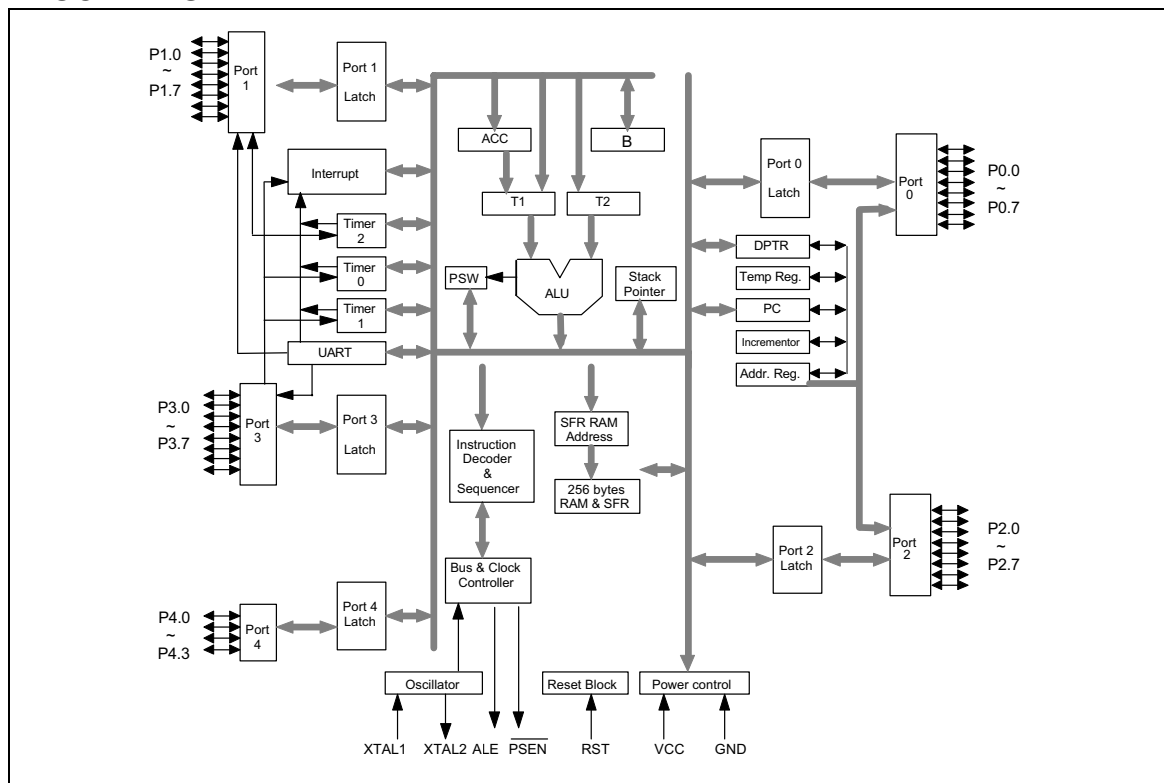 P1.0
~
P1.7
Port
1
Port 1
Latch
Interrupt
Timer
2
Timer
0
Timer
1
UART
P3.0
~
P3.7
Port
3
Port 3
Latch
P4.0
~
P4.3
Port
4
Port 4
Latch
ACC
B
T1
T2
PSW
ALU
Stack
Pointer
Instruction
Decoder
&
Sequencer
SFR RAM
Address
256 bytes
RAM & SFR
Bus & Clock
Controller
Port 0
Latch
Port
0
P0.0
~
P0.7
DPTR
Temp Reg.
PC
Incrementor
Addr. Reg.
Port 2
Latch
Port
2
P2.0
~
P2.7
Oscillator
Reset Block
Power control
XTAL1
XTAL2
ALE
PSEN
RST
VCC
GND